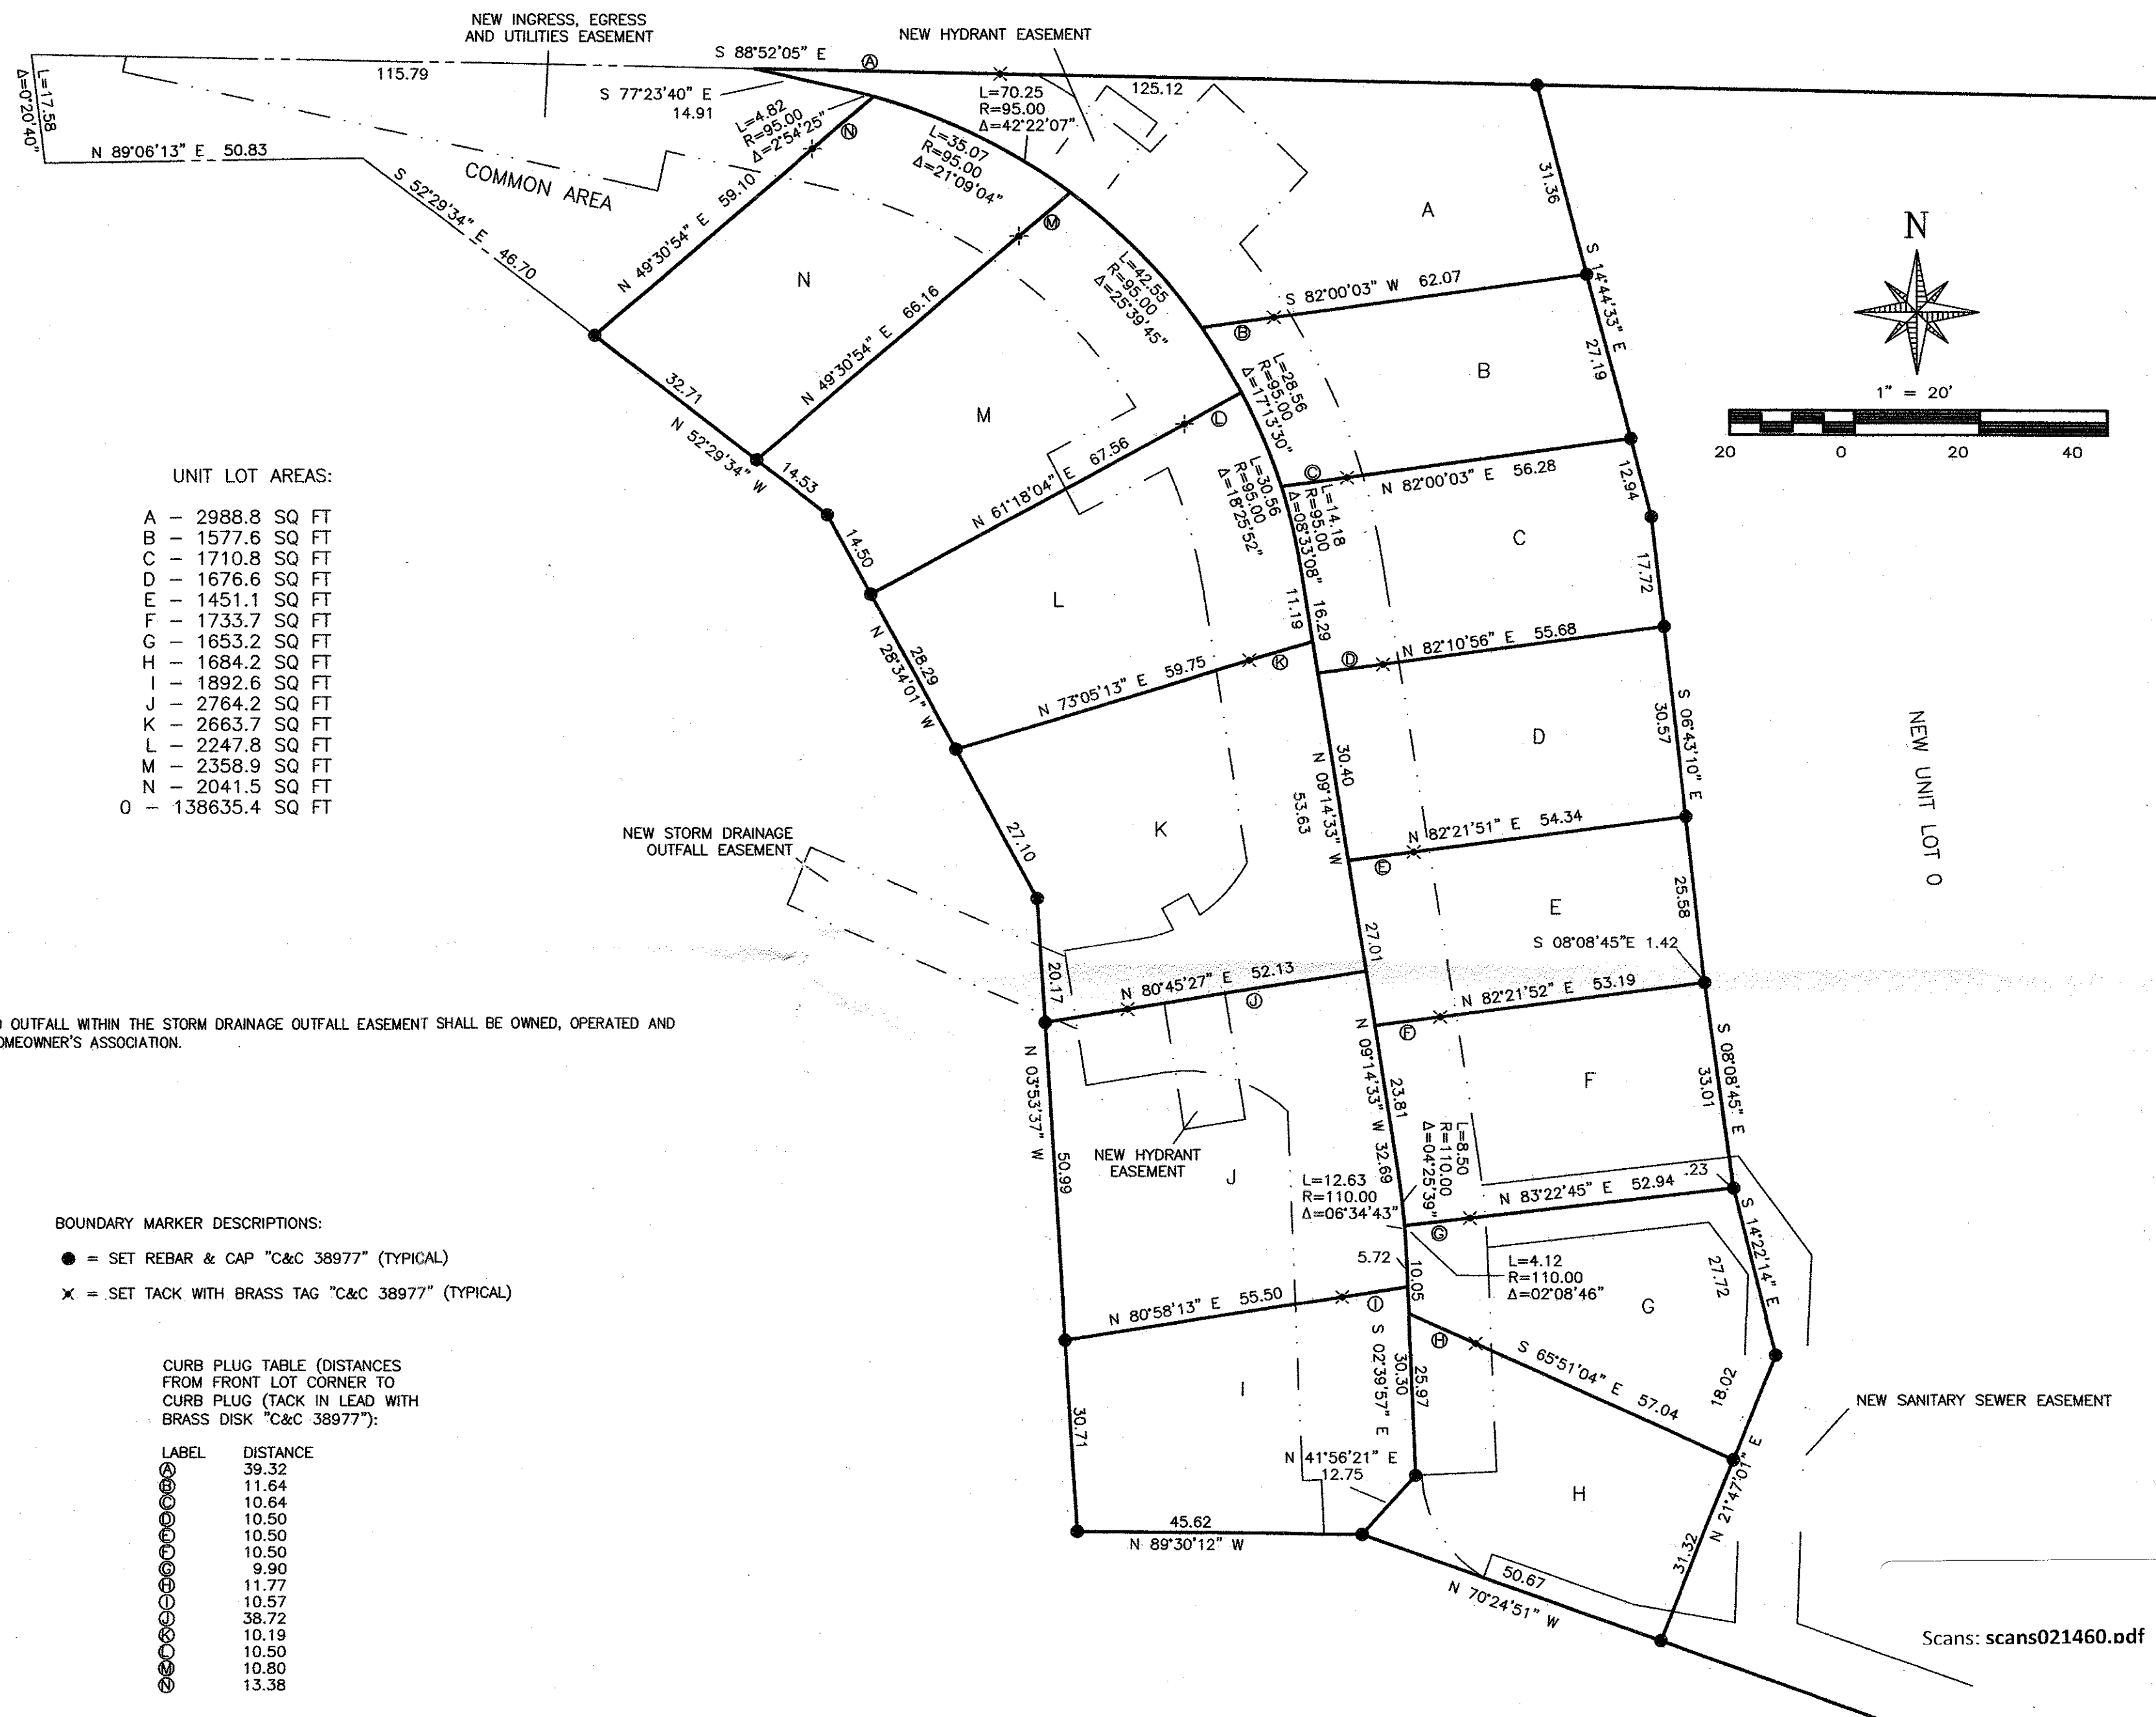 NEW INGRESS, EGRESS
AND UTILITIES EASEMENT
NEW HYDRANT EASEMENT
S 88°52'05" E
A
115.79
125.12
L=17.58
Δ=0°20'40"
S 77°23'40" E
14.91
L=4.82
R=95.00
Δ=2°54'25"
N
L=70.25
R=95.00
Δ=42°22'07"
L=35.07
R=95.00
Δ=21°09'04"
N 89°06'13" E 50.83
COMMON AREA
S 52°29'34" E 46.70
N 49°30'54" E 59.10
M
N
N 49°30'54" E 66.16
L=42.55
R=95.00
Δ=25°39'45"
A
31.36
S 14°44'33" E
S 82°00'03" W 62.07
B
27.19
N
1" = 20'
20 0 20 40
32.71
N 52°29'34" W
14.53
M
L
B
L=28.56
R=95.00
Δ=17°13'30"
N 61°18'04" E 67.56
L=30.56
R=95.00
Δ=18°25'52"
C
N 82°00'03" E 56.28
12.94
L=14.18
R=95.00
Δ=08°33'08"
C
17.72
UNIT LOT AREAS:
A – 2988.8 SQ FT
B – 1577.6 SQ FT
C – 1710.8 SQ FT
D – 1676.6 SQ FT
E – 1451.1 SQ FT
F – 1733.7 SQ FT
G – 1653.2 SQ FT
H – 1684.2 SQ FT
I – 1892.6 SQ FT
J – 2764.2 SQ FT
K – 2663.7 SQ FT
L – 2247.8 SQ FT
M – 2358.9 SQ FT
N – 2041.5 SQ FT
O – 138635.4 SQ FT
14.50
L
11.19
16.29
N 28°34'01" W
28.29
N 73°05'13" E 59.75
K
D
N 82°10'56" E 55.68
S 06°43'10" E
30.57
D
30.40
N 09°14'33" W
53.63
NEW UNIT LOT O
K
27.10
NEW STORM DRAINAGE
OUTFALL EASEMENT
E
N 82°21'51" E 54.34
25.58
E
S 08°08'45"E 1.42
27.01
20.17
N 80°45'27" E 52.13
J
N 82°21'52" E 53.19
F
OUTFALL WITHIN THE STORM DRAINAGE OUTFALL EASEMENT SHALL BE OWNED, OPERATED AND
OMEOWNER'S ASSOCIATION.
N 03°53'37" W
50.99
N 09°14'33" W 32.69
23.81
F
S 08°08'45" E
33.01
NEW HYDRANT
EASEMENT
J
L=8.50
R=110.00
Δ=04°25'39"
L=12.63
R=110.00
Δ=06°34'43"
.23
N 83°22'45" E 52.94
G
S 14°22'14" E
27.72
BOUNDARY MARKER DESCRIPTIONS:
= SET REBAR & CAP "C&C 38977" (TYPICAL)
= SET TACK WITH BRASS TAG "C&C 38977" (TYPICAL)
5.72
10.05
L=4.12
R=110.00
Δ=02°08'46"
G
N 80°58'13" E 55.50
I
H
S 65°51'04" E 57.04
18.02
S 02°39'57" E
30.30
25.97
I
30.71
N 41°56'21" E
12.75
NEW SANITARY SEWER EASEMENT
H
N 21°47'01" E
31.32
45.62
N 89°30'12" W
50.67
N 70°24'51" W
CURB PLUG TABLE (DISTANCES
FROM FRONT LOT CORNER TO
CURB PLUG (TACK IN LEAD WITH
BRASS DISK "C&C 38977"):
LABEL DISTANCE
A 39.32
B 11.64
C 10.64
D 10.50
E 10.50
F 10.50
G 9.90
H 11.77
I 10.57
J 38.72
K 10.19
L 10.50
M 10.80
N 13.38
Scans: scans021460.pdf